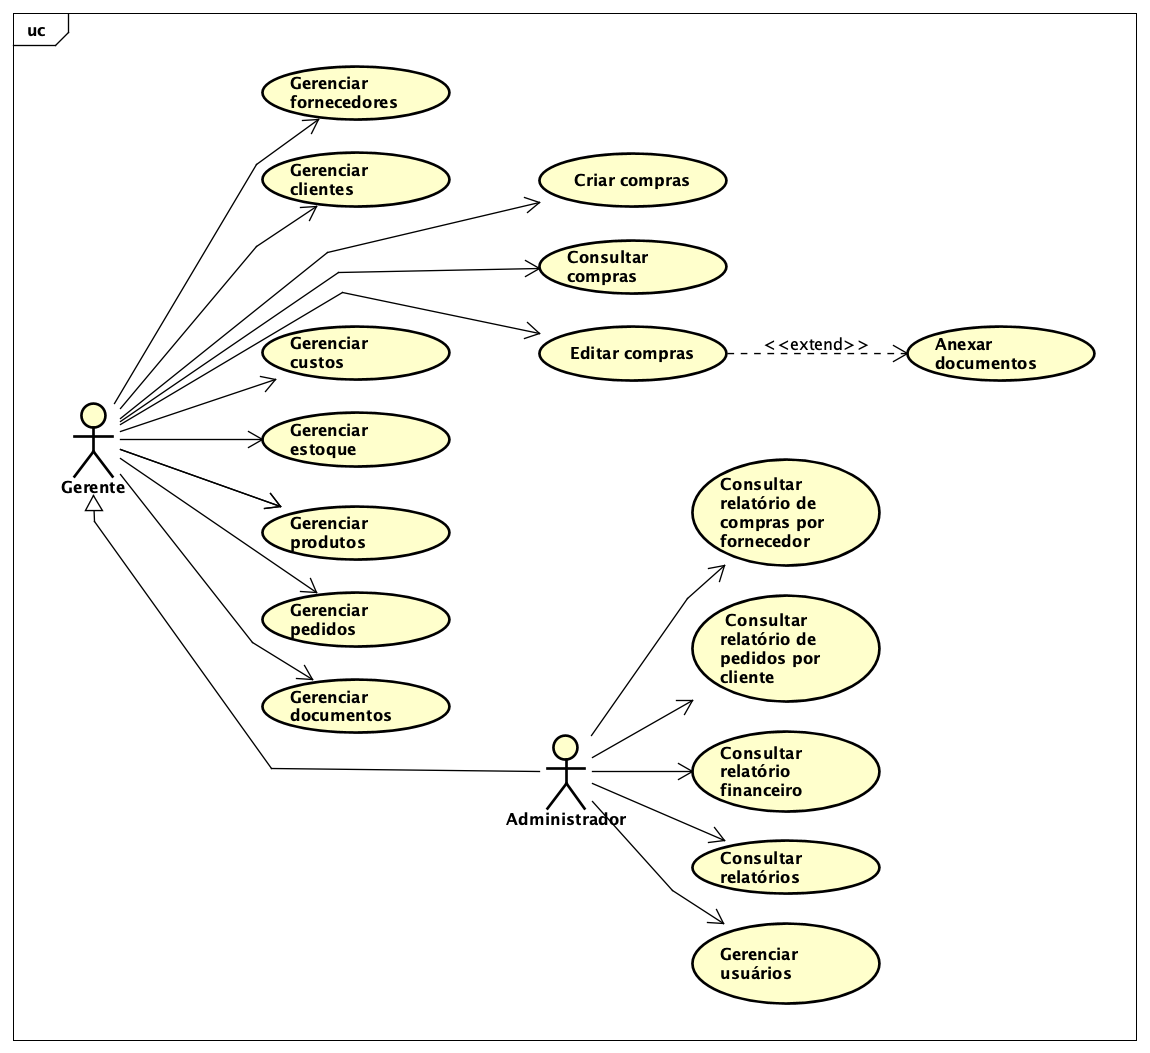 uc
Gerenciar
fornecedores
Gerenciar
clientes
Criar compras
Consultar
compras
Gerenciar
custos
Editar compras
<<extend>>
Anexar
documentos
Gerenciar
estoque
Gerente
Gerenciar
produtos
Consultar
relatório de
compras por
fornecedor
Gerenciar
pedidos
Consultar
relatório de
pedidos por
cliente
Gerenciar
documentos
Administrador
Consultar
relatório
financeiro
Consultar
relatórios
Gerenciar
usuários